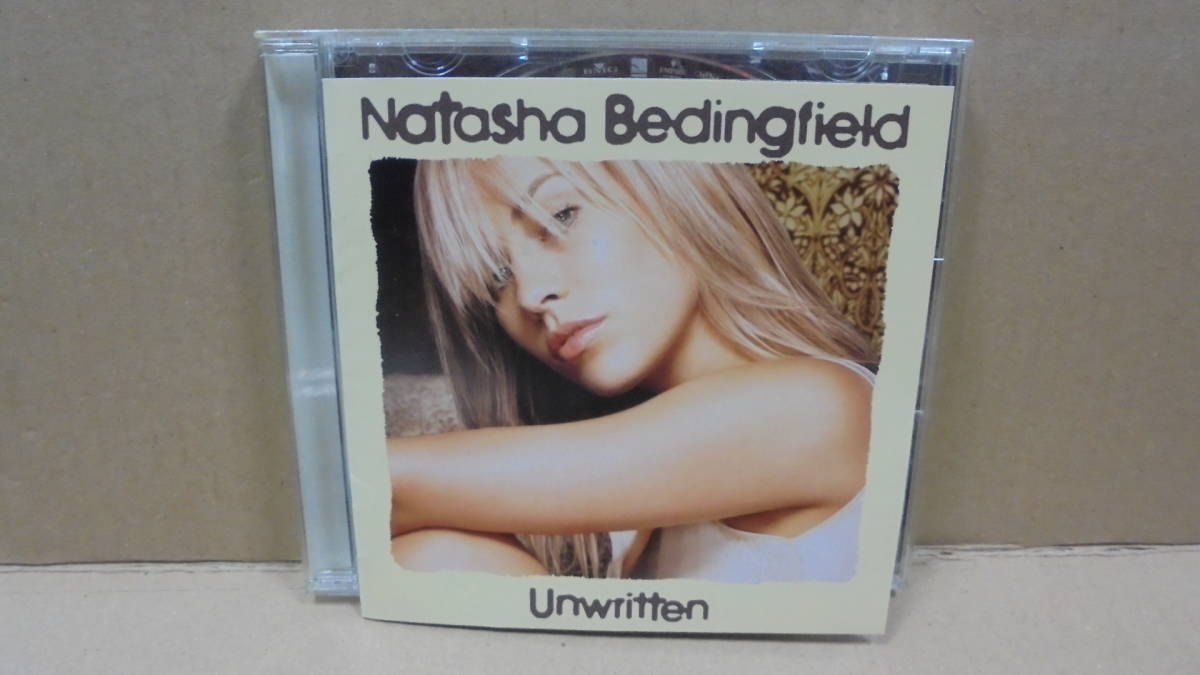 Natasha Bedingfield
Unwritten